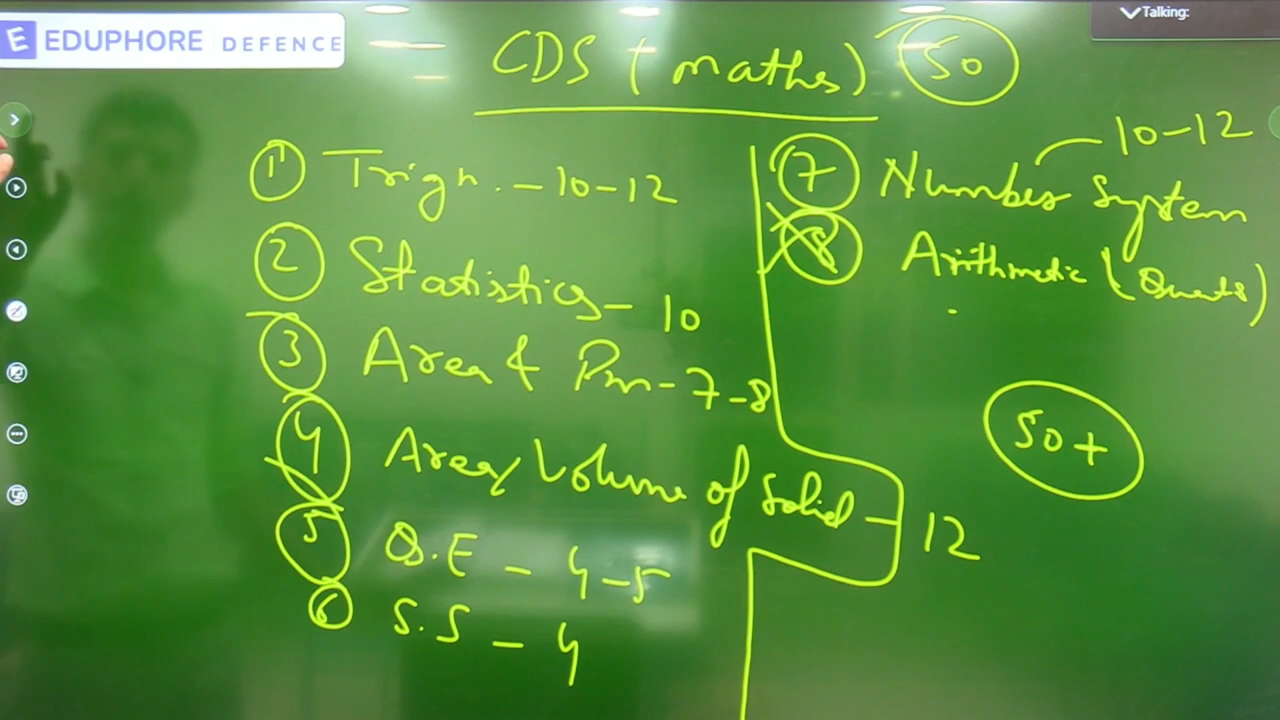 EDUPHORE DEFENCE
Talking:
CDS (maths) 50
1 Trign. - 10-12
2 Statistics - 10
3 Area & Pm - 7-8
4 Area/Volume of Solid - 12
5 Q.E - 4-5
6 S.S - 4
7 Number System 10-12
8 Arithmetic (Quants)
50+